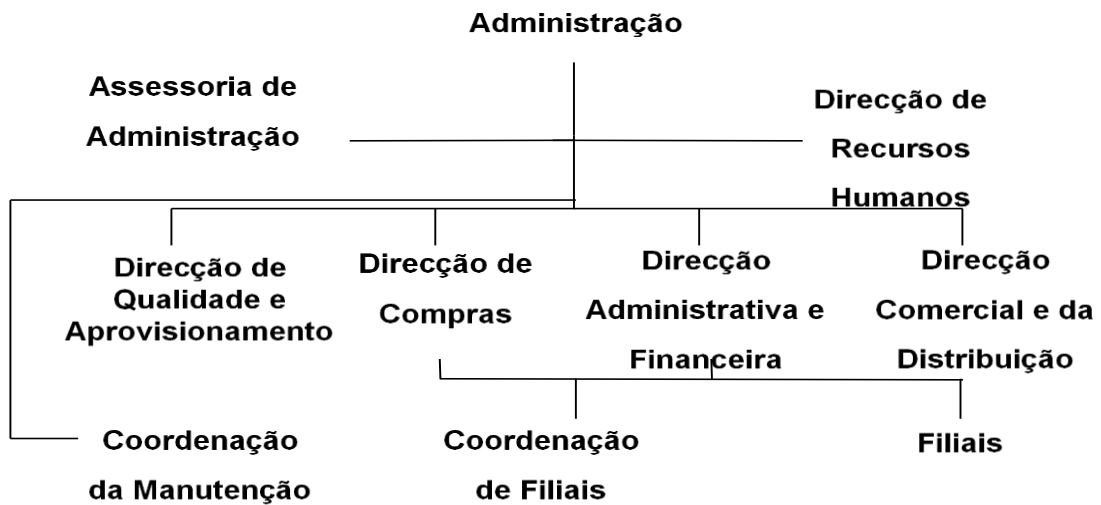 Administração
Assessoria de
Administração
Direcção de
Recursos
Humanos
Direcção de
Qualidade e
Aprovisionamento
Direcção de
Compras
Direcção
Administrativa e
Financeira
Direcção
Comercial e da
Distribuição
Coordenação
da Manutenção
Coordenação
de Filiais
Filiais